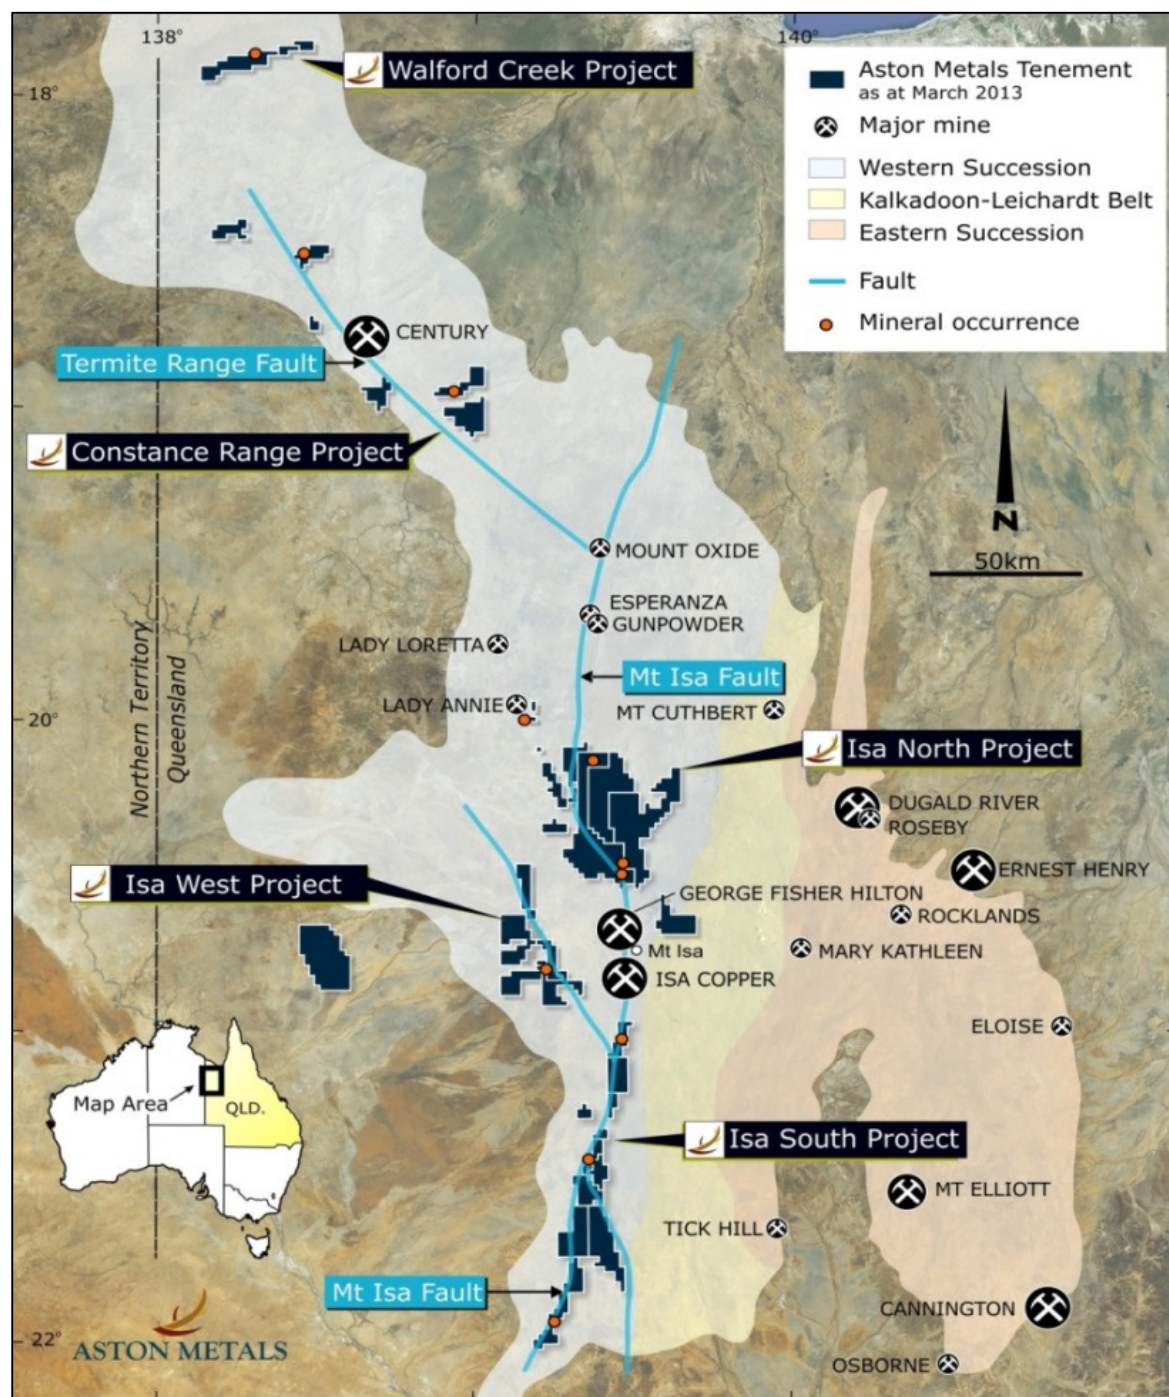 138°
140°
18°
Walford Creek Project
Aston Metals Tenement
as at March 2013
Major mine
Western Succession
Kalkadoon-Leichardt Belt
Eastern Succession
Fault
Mineral occurrence
CENTURY
Termite Range Fault
Constance Range Project
N
50km
MOUNT OXIDE
ESPERANZA
GUNPOWDER
LADY LORETTA
Mt Isa Fault
LADY ANNIE
MT CUTHBERT
20°
Northern Territory
Queensland
Isa North Project
DUGALD RIVER
ROSEBY
ERNEST HENRY
Isa West Project
GEORGE FISHER HILTON
ROCKLANDS
Mt Isa
MARY KATHLEEN
ISA COPPER
ELOISE
Map Area
QLD.
Isa South Project
MT ELLIOTT
TICK HILL
Mt Isa Fault
CANNINGTON
22°
ASTON METALS
OSBORNE